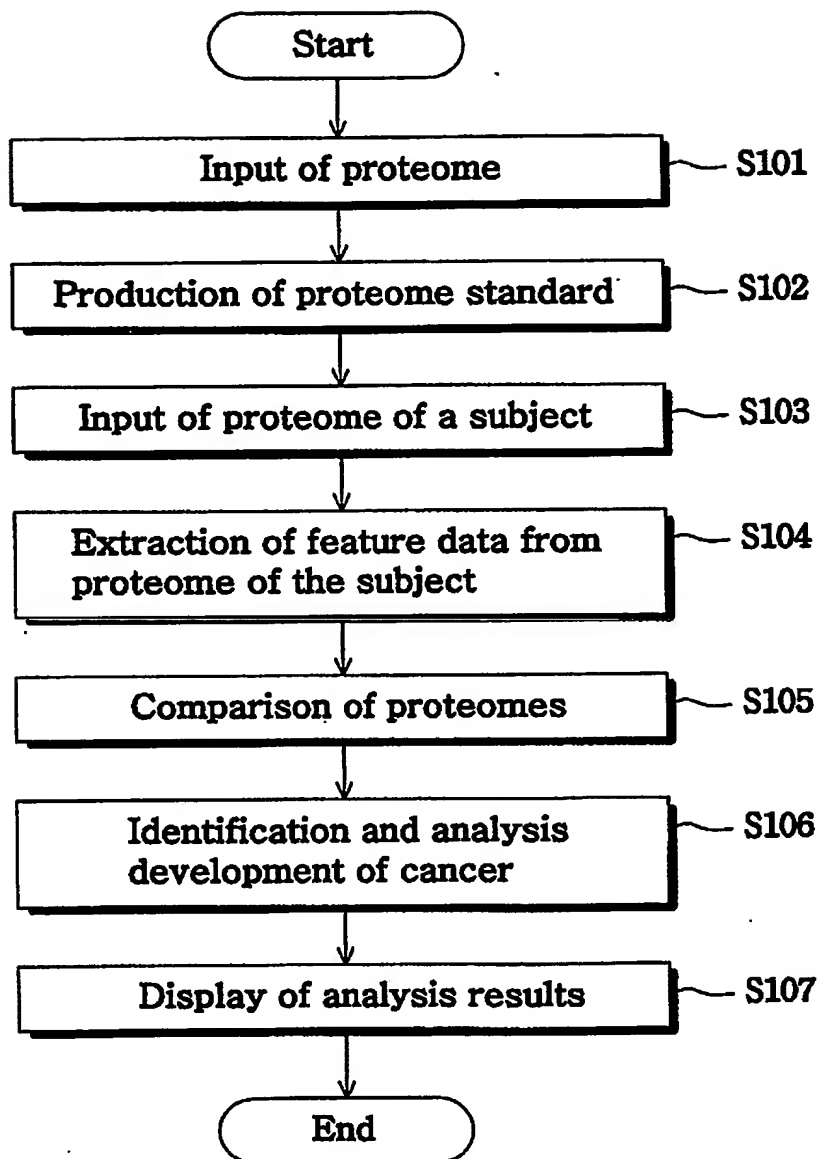 Start
Input of proteome
S101
Production of proteome standard
S102
Input of proteome of a subject
S103
Extraction of feature data from
proteome of the subject
S104
Comparison of proteomes
S105
Identification and analysis
development of cancer
S106
Display of analysis results
S107
End